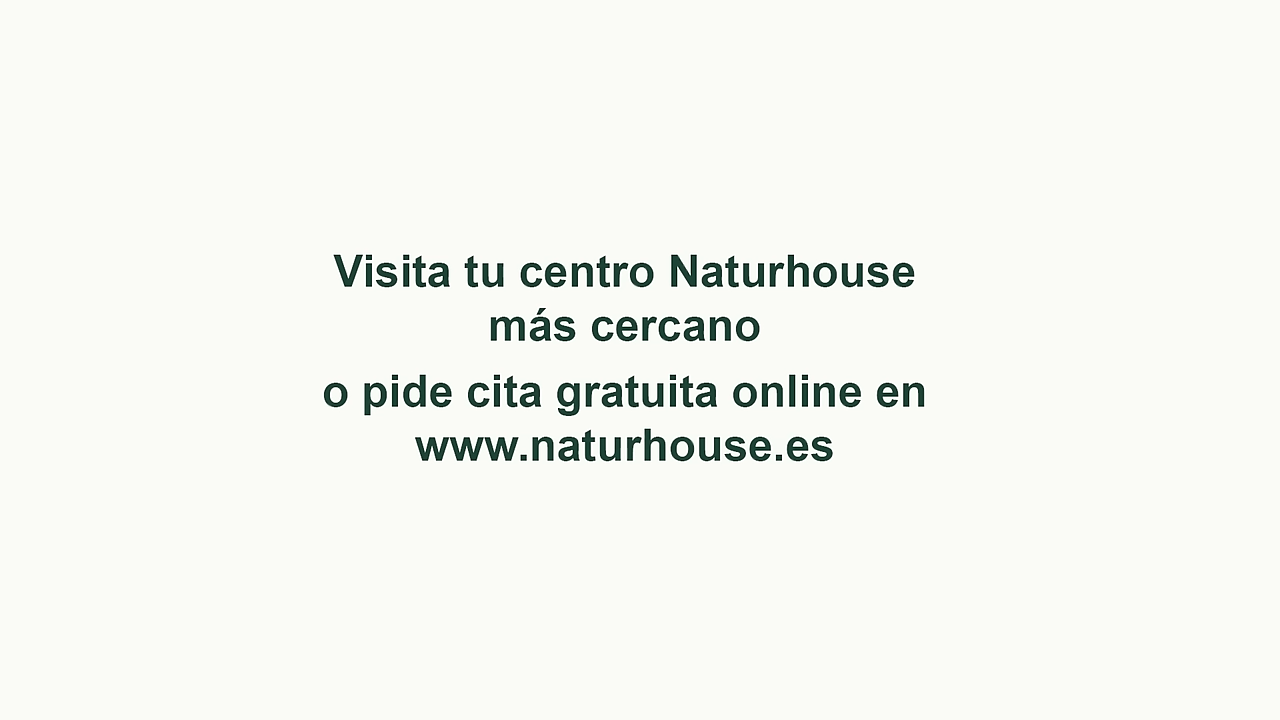 Visita tu centro Naturhouse
más cercano
o pide cita gratuita online en
www.naturhouse.es